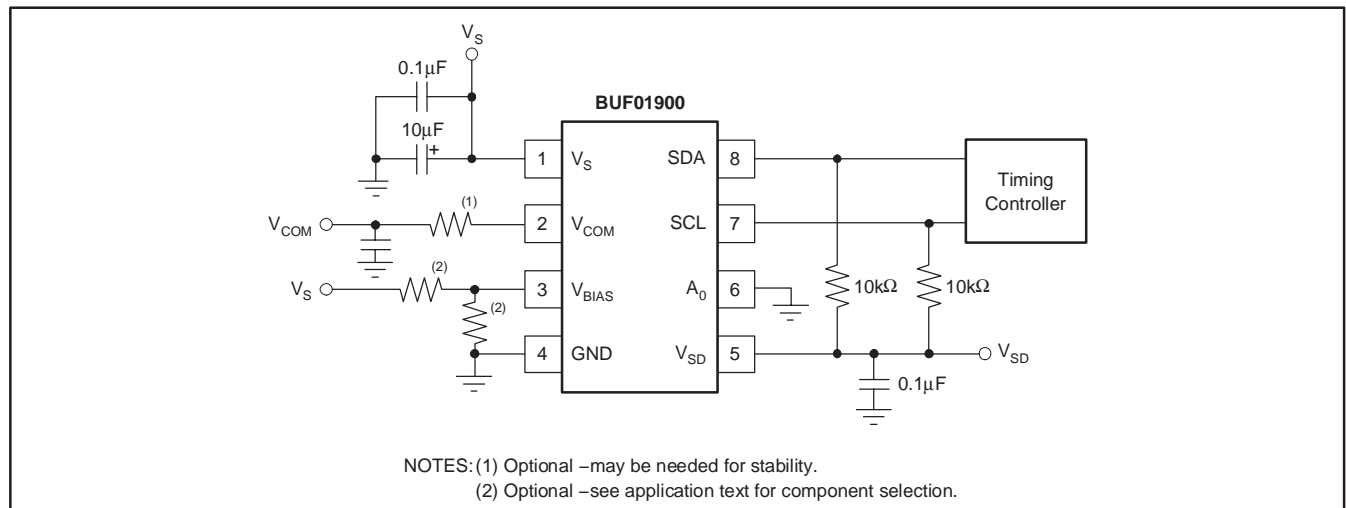 V_S
0.1μF
BUF01900
10μF
+
1 V_S SDA 8
Timing
Controller
(1)
V_COM 2 V_COM SCL 7
(2)
V_S 3 V_BIAS A_0 6 10kΩ 10kΩ
(2)
4 GND V_SD 5 V_SD
0.1μF
NOTES: (1) Optional −may be needed for stability.
(2) Optional −see application text for component selection.